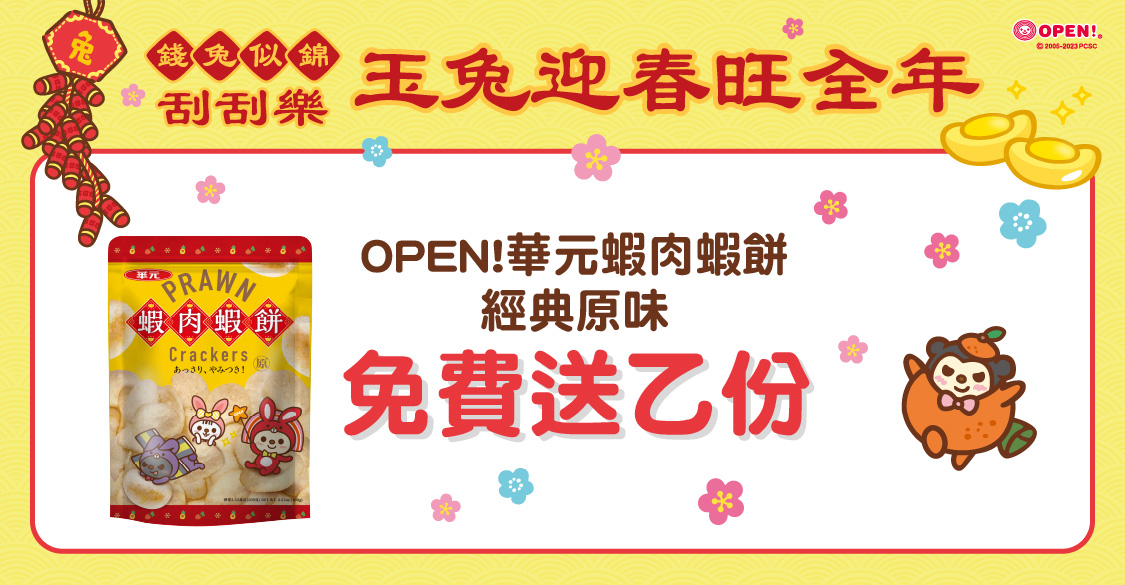 兔
錢兔似錦
刮刮樂
玉兔迎春旺全年
OPEN!®
© 2005-2023 PCSC
華元
PRAWN
蝦肉蝦餅
Crackers
原
あっさり、やみつき!
OPEN!華元蝦肉蝦餅
經典原味
免費送乙份